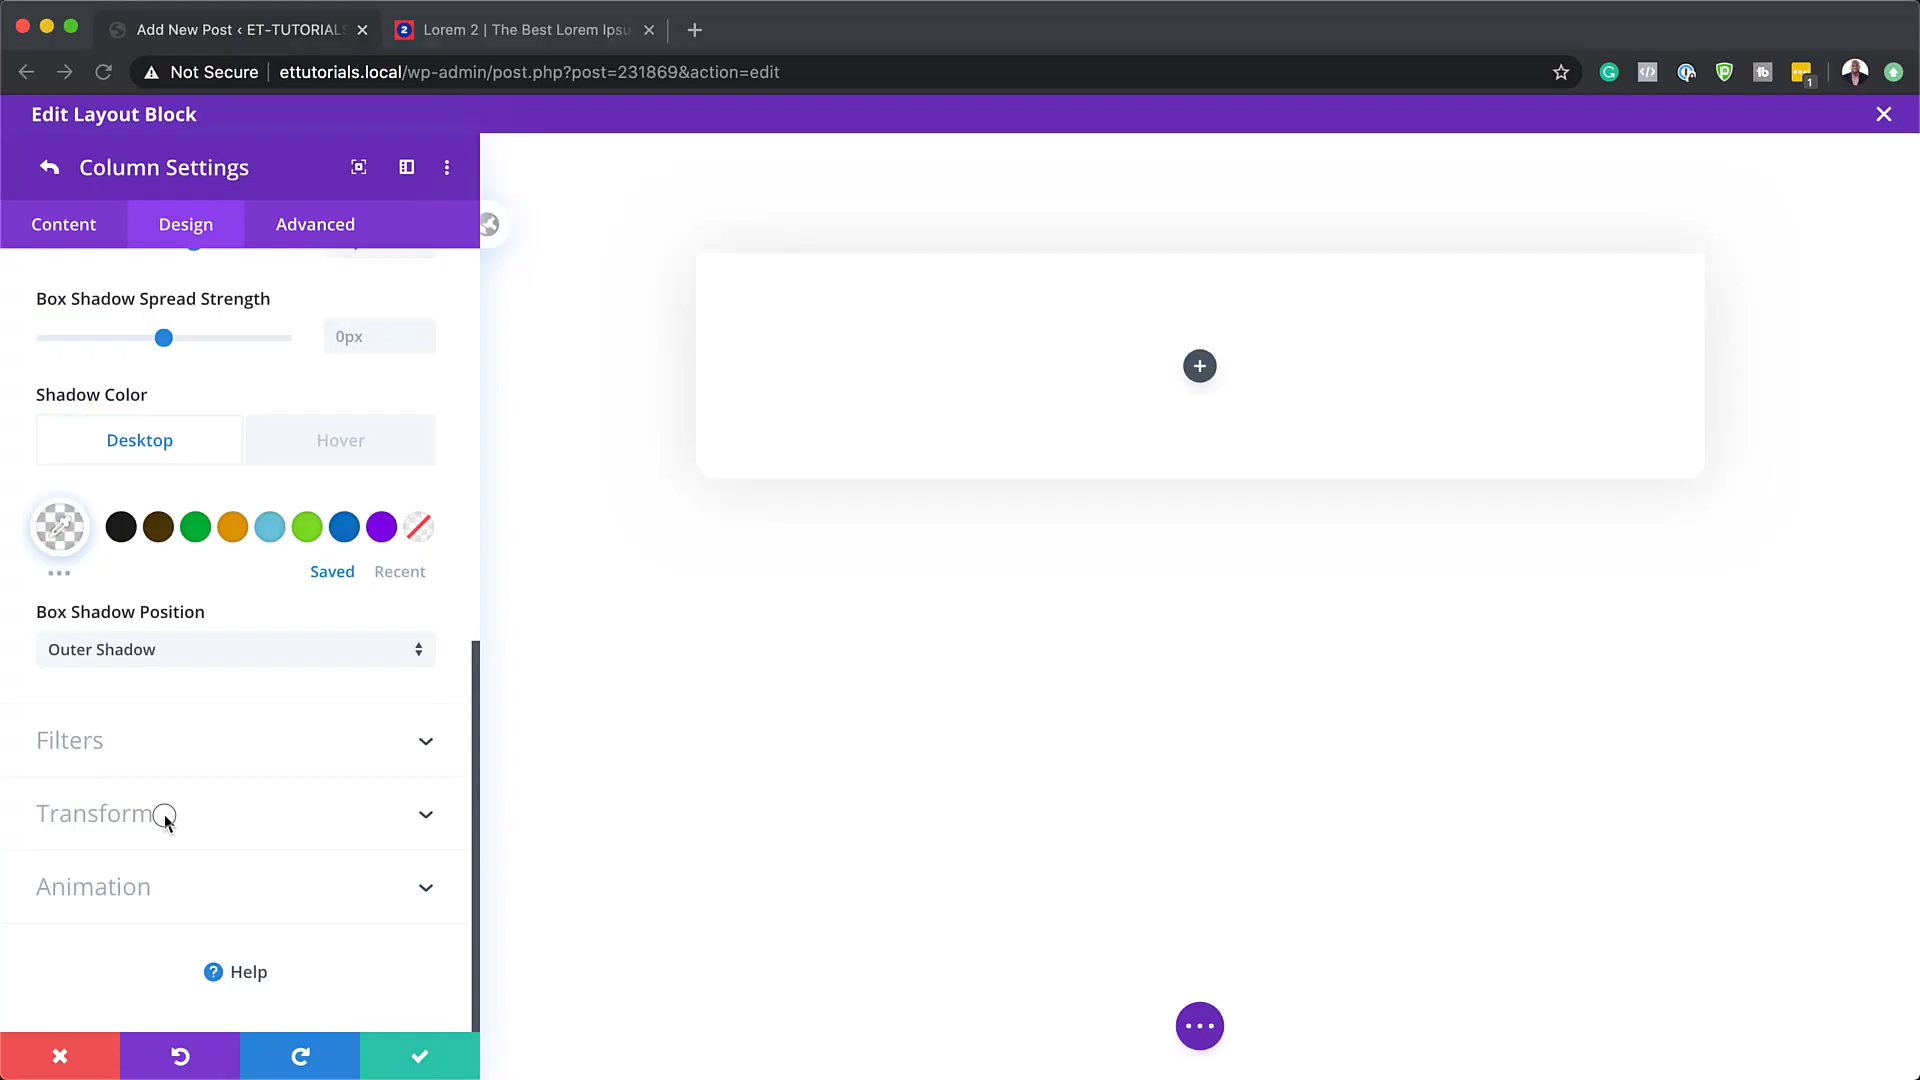 Add New Post ‹ ET-TUTORIALS
2 Lorem 2 | The Best Lorem Ipsu
Not Secure ettutorials.local/wp-admin/post.php?post=231869&action=edit
1
Edit Layout Block
Column Settings
Content Design Advanced
Box Shadow Spread Strength
0px
Shadow Color
Desktop Hover
Saved Recent
Box Shadow Position
Outer Shadow
Filters
Transform
Animation
? Help